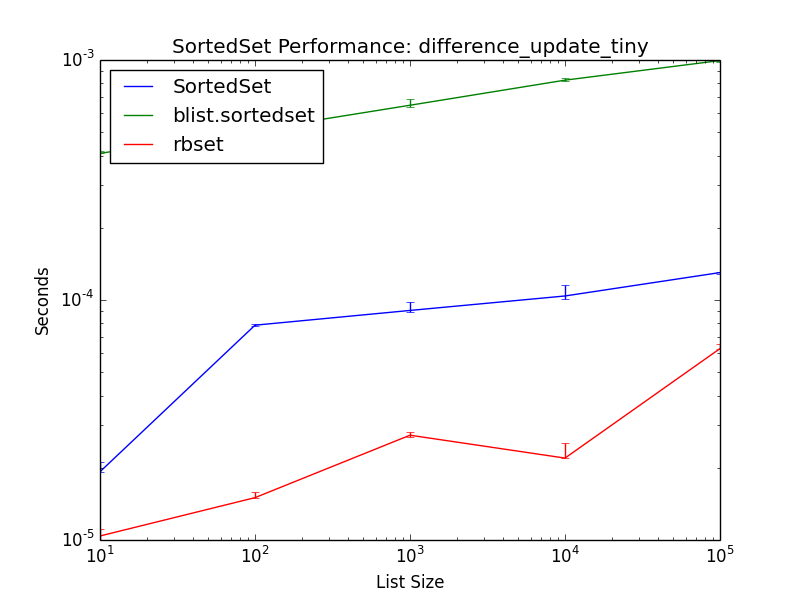 SortedSet Performance: difference_update_tiny
SortedSet
blist.sortedset
rbset
Seconds
10^-3
10^-4
10^-5
10^1 10^2 10^3 10^4 10^5
List Size